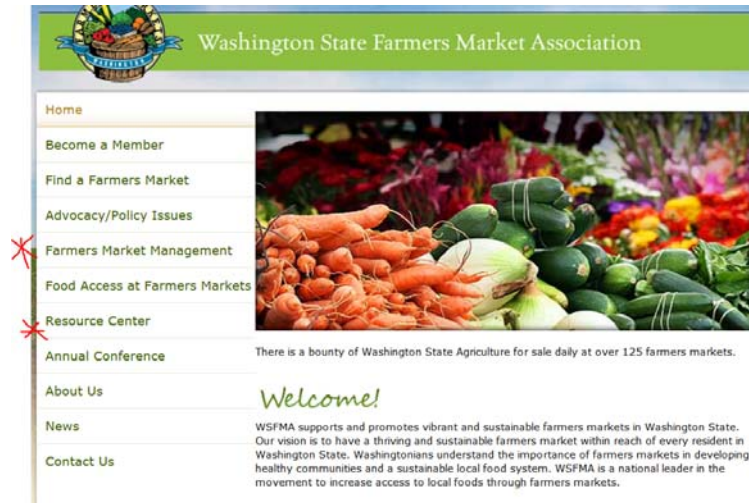 WASHINGTON
Washington State Farmers Market Association
Home
Become a Member
Find a Farmers Market
Advocacy/Policy Issues
Farmers Market Management
Food Access at Farmers Markets
Resource Center
Annual Conference
About Us
News
Contact Us
There is a bounty of Washington State Agriculture for sale daily at over 125 farmers markets.
Welcome!
WSFMA supports and promotes vibrant and sustainable farmers markets in Washington State.
Our vision is to have a thriving and sustainable farmers market within reach of every resident in
Washington State. Washingtonians understand the importance of farmers markets in developing
healthy communities and a sustainable local food system. WSFMA is a national leader in the
movement to increase access to local foods through farmers markets.